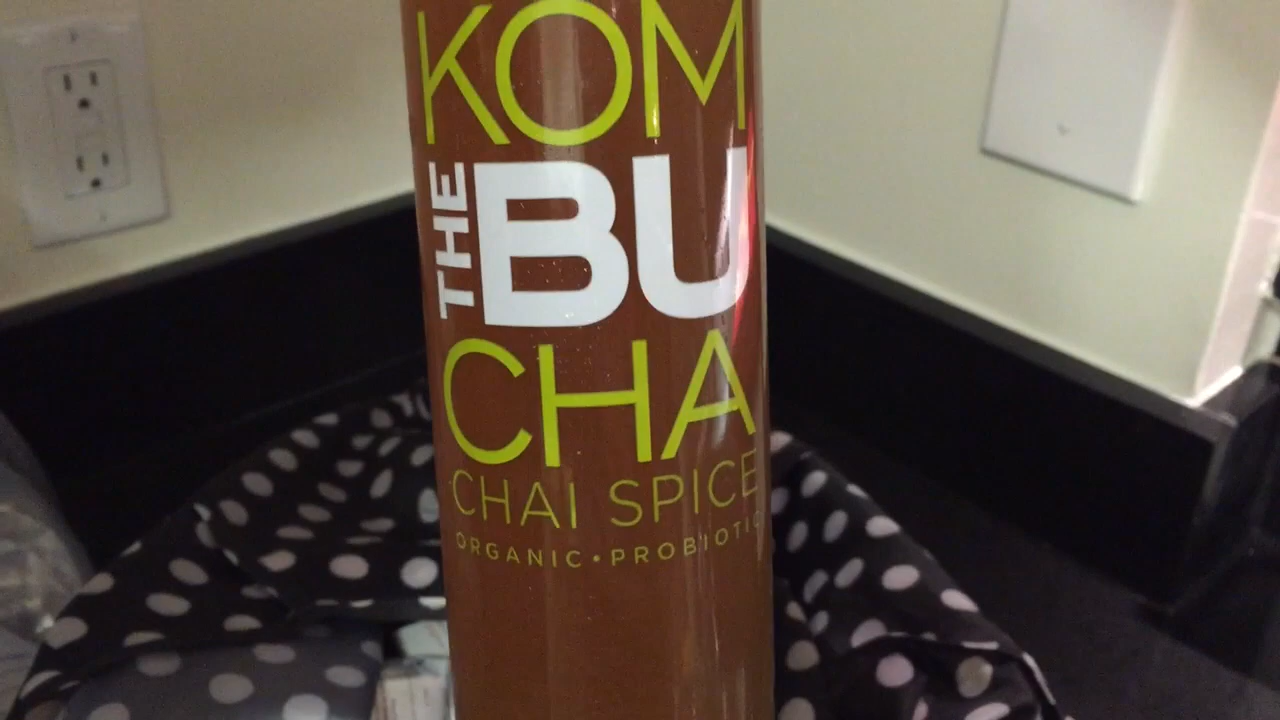 KOM
THE BU
CHA
CHAI SPICE
ORGANIC • PROBIOTIC